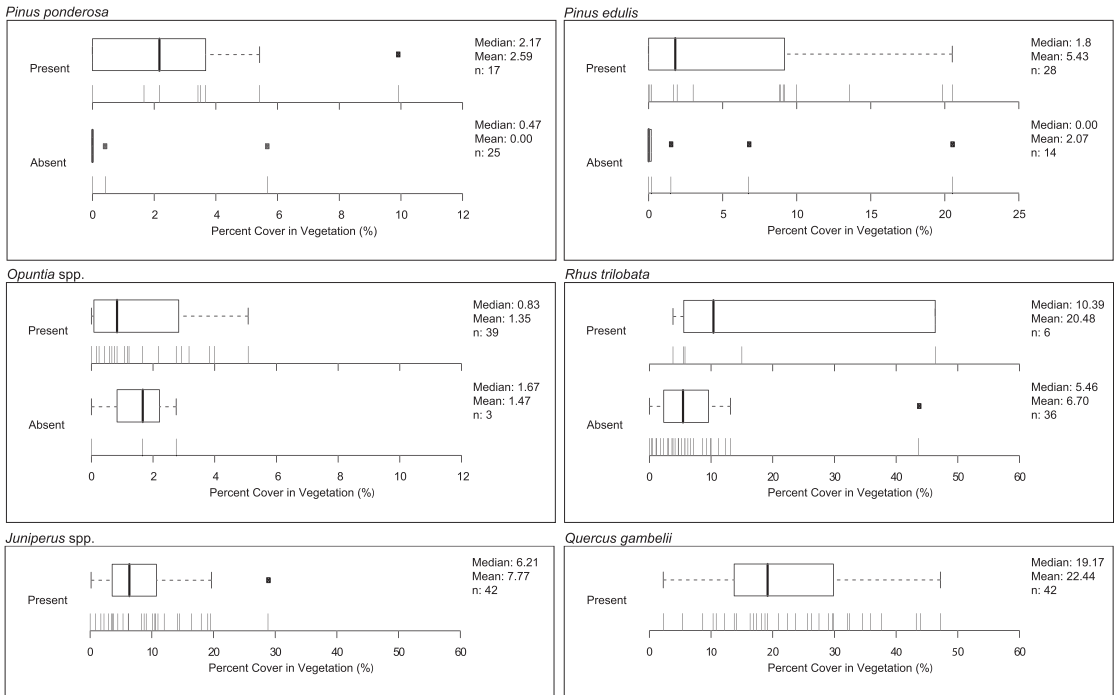 Pinus ponderosa
Present
Median: 2.17
Mean: 2.59
n: 17
Absent
Median: 0.47
Mean: 0.00
n: 25
0 2 4 6 8 10 12
Percent Cover in Vegetation (%)
Pinus edulis
Present
Median: 1.8
Mean: 5.43
n: 28
Absent
Median: 0.00
Mean: 2.07
n: 14
0 5 10 15 20 25
Percent Cover in Vegetation (%)
Opuntia spp.
Present
Median: 0.83
Mean: 1.35
n: 39
Absent
Median: 1.67
Mean: 1.47
n: 3
0 2 4 6 8 10 12
Percent Cover in Vegetation (%)
Rhus trilobata
Present
Median: 10.39
Mean: 20.48
n: 6
Absent
Median: 5.46
Mean: 6.70
n: 36
0 10 20 30 40 50 60
Percent Cover in Vegetation (%)
Juniperus spp.
Present
Median: 6.21
Mean: 7.77
n: 42
0 10 20 30 40 50 60
Percent Cover in Vegetation (%)
Quercus gambelii
Present
Median: 19.17
Mean: 22.44
n: 42
0 10 20 30 40 50 60
Percent Cover in Vegetation (%)